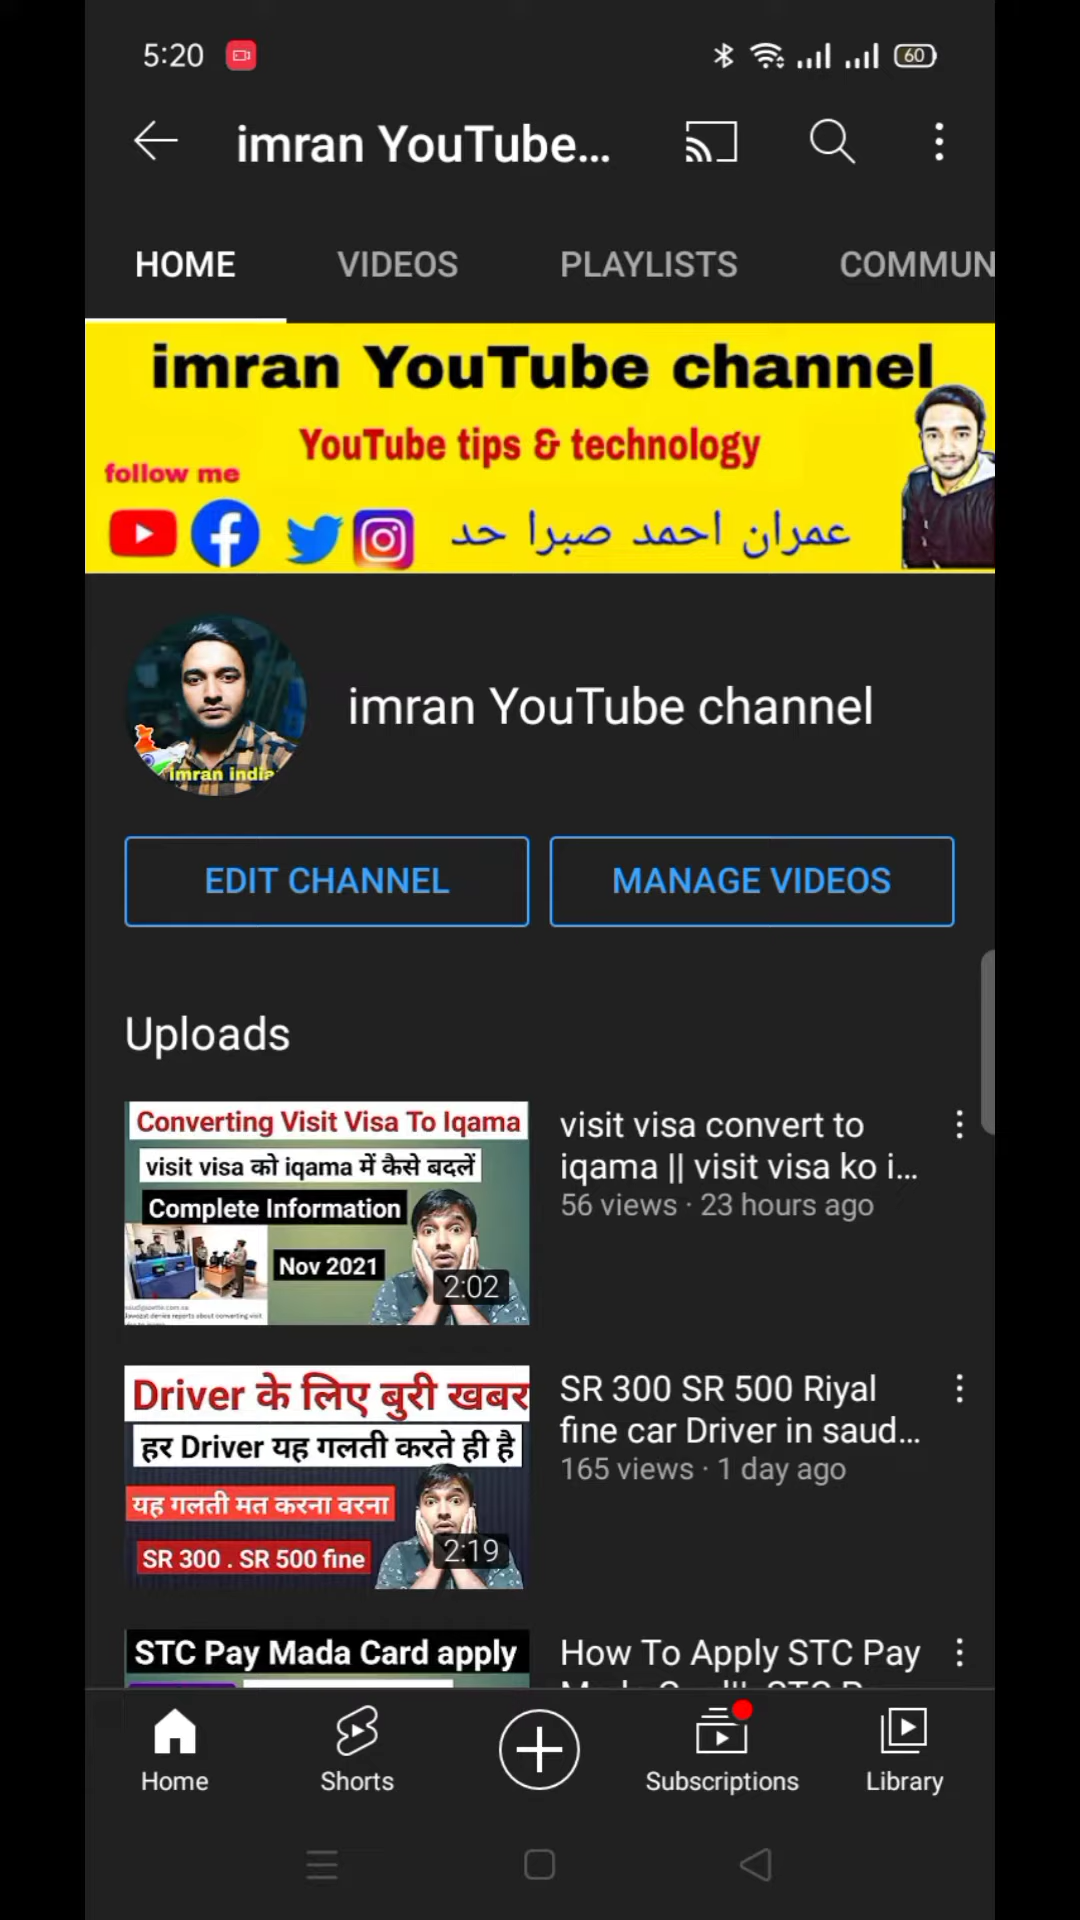 5:20
60
imran YouTube...
HOME VIDEOS PLAYLISTS COMMUN
imran YouTube channel
YouTube tips & technology
follow me
عمران احمد صبرا حد
imran india
imran YouTube channel
EDIT CHANNEL MANAGE VIDEOS
Uploads
Converting Visit Visa To Iqama
visit visa को iqama में कैसे बदलें
Complete Information
Nov 2021
2:02
visit visa convert to
iqama || visit visa ko i...
56 views · 23 hours ago
Driver के लिए बुरी खबर
हर Driver यह गलती करते ही है
यह गलती मत करना वरना
SR 300 . SR 500 fine
2:19
SR 300 SR 500 Riyal
fine car Driver in saud...
165 views · 1 day ago
STC Pay Mada Card apply
How To Apply STC Pay
Home Shorts Subscriptions Library